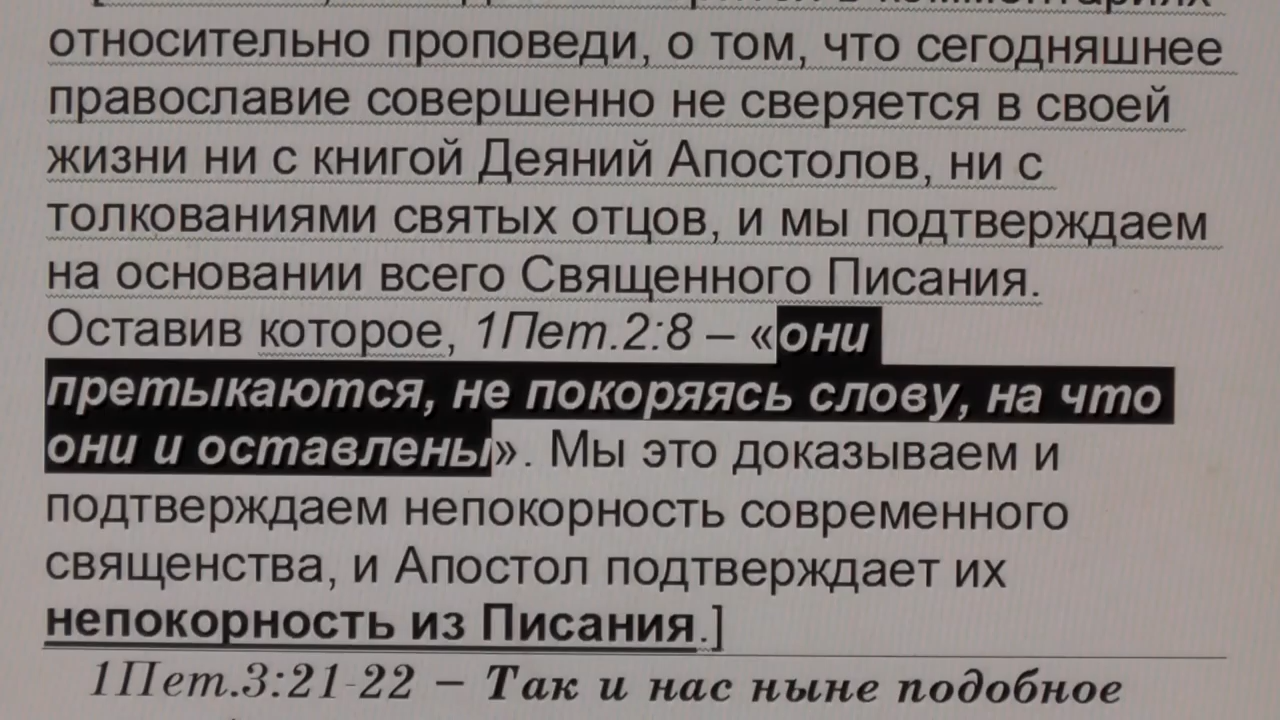 относительно проповеди, о том, что сегодняшнее
православие совершенно не сверяется в своей
жизни ни с книгой Деяний Апостолов, ни с
толкованиями святых отцов, и мы подтверждаем
на основании всего Священного Писания.
Оставив которое, 1Пет.2:8 – «они
претыкаются, не покоряясь слову, на что
они и оставлены». Мы это доказываем и
подтверждаем непокорность современного
священства, и Апостол подтверждает их
непокорность из Писания.]
1Пет.3:21-22 – Так и нас ныне подобное